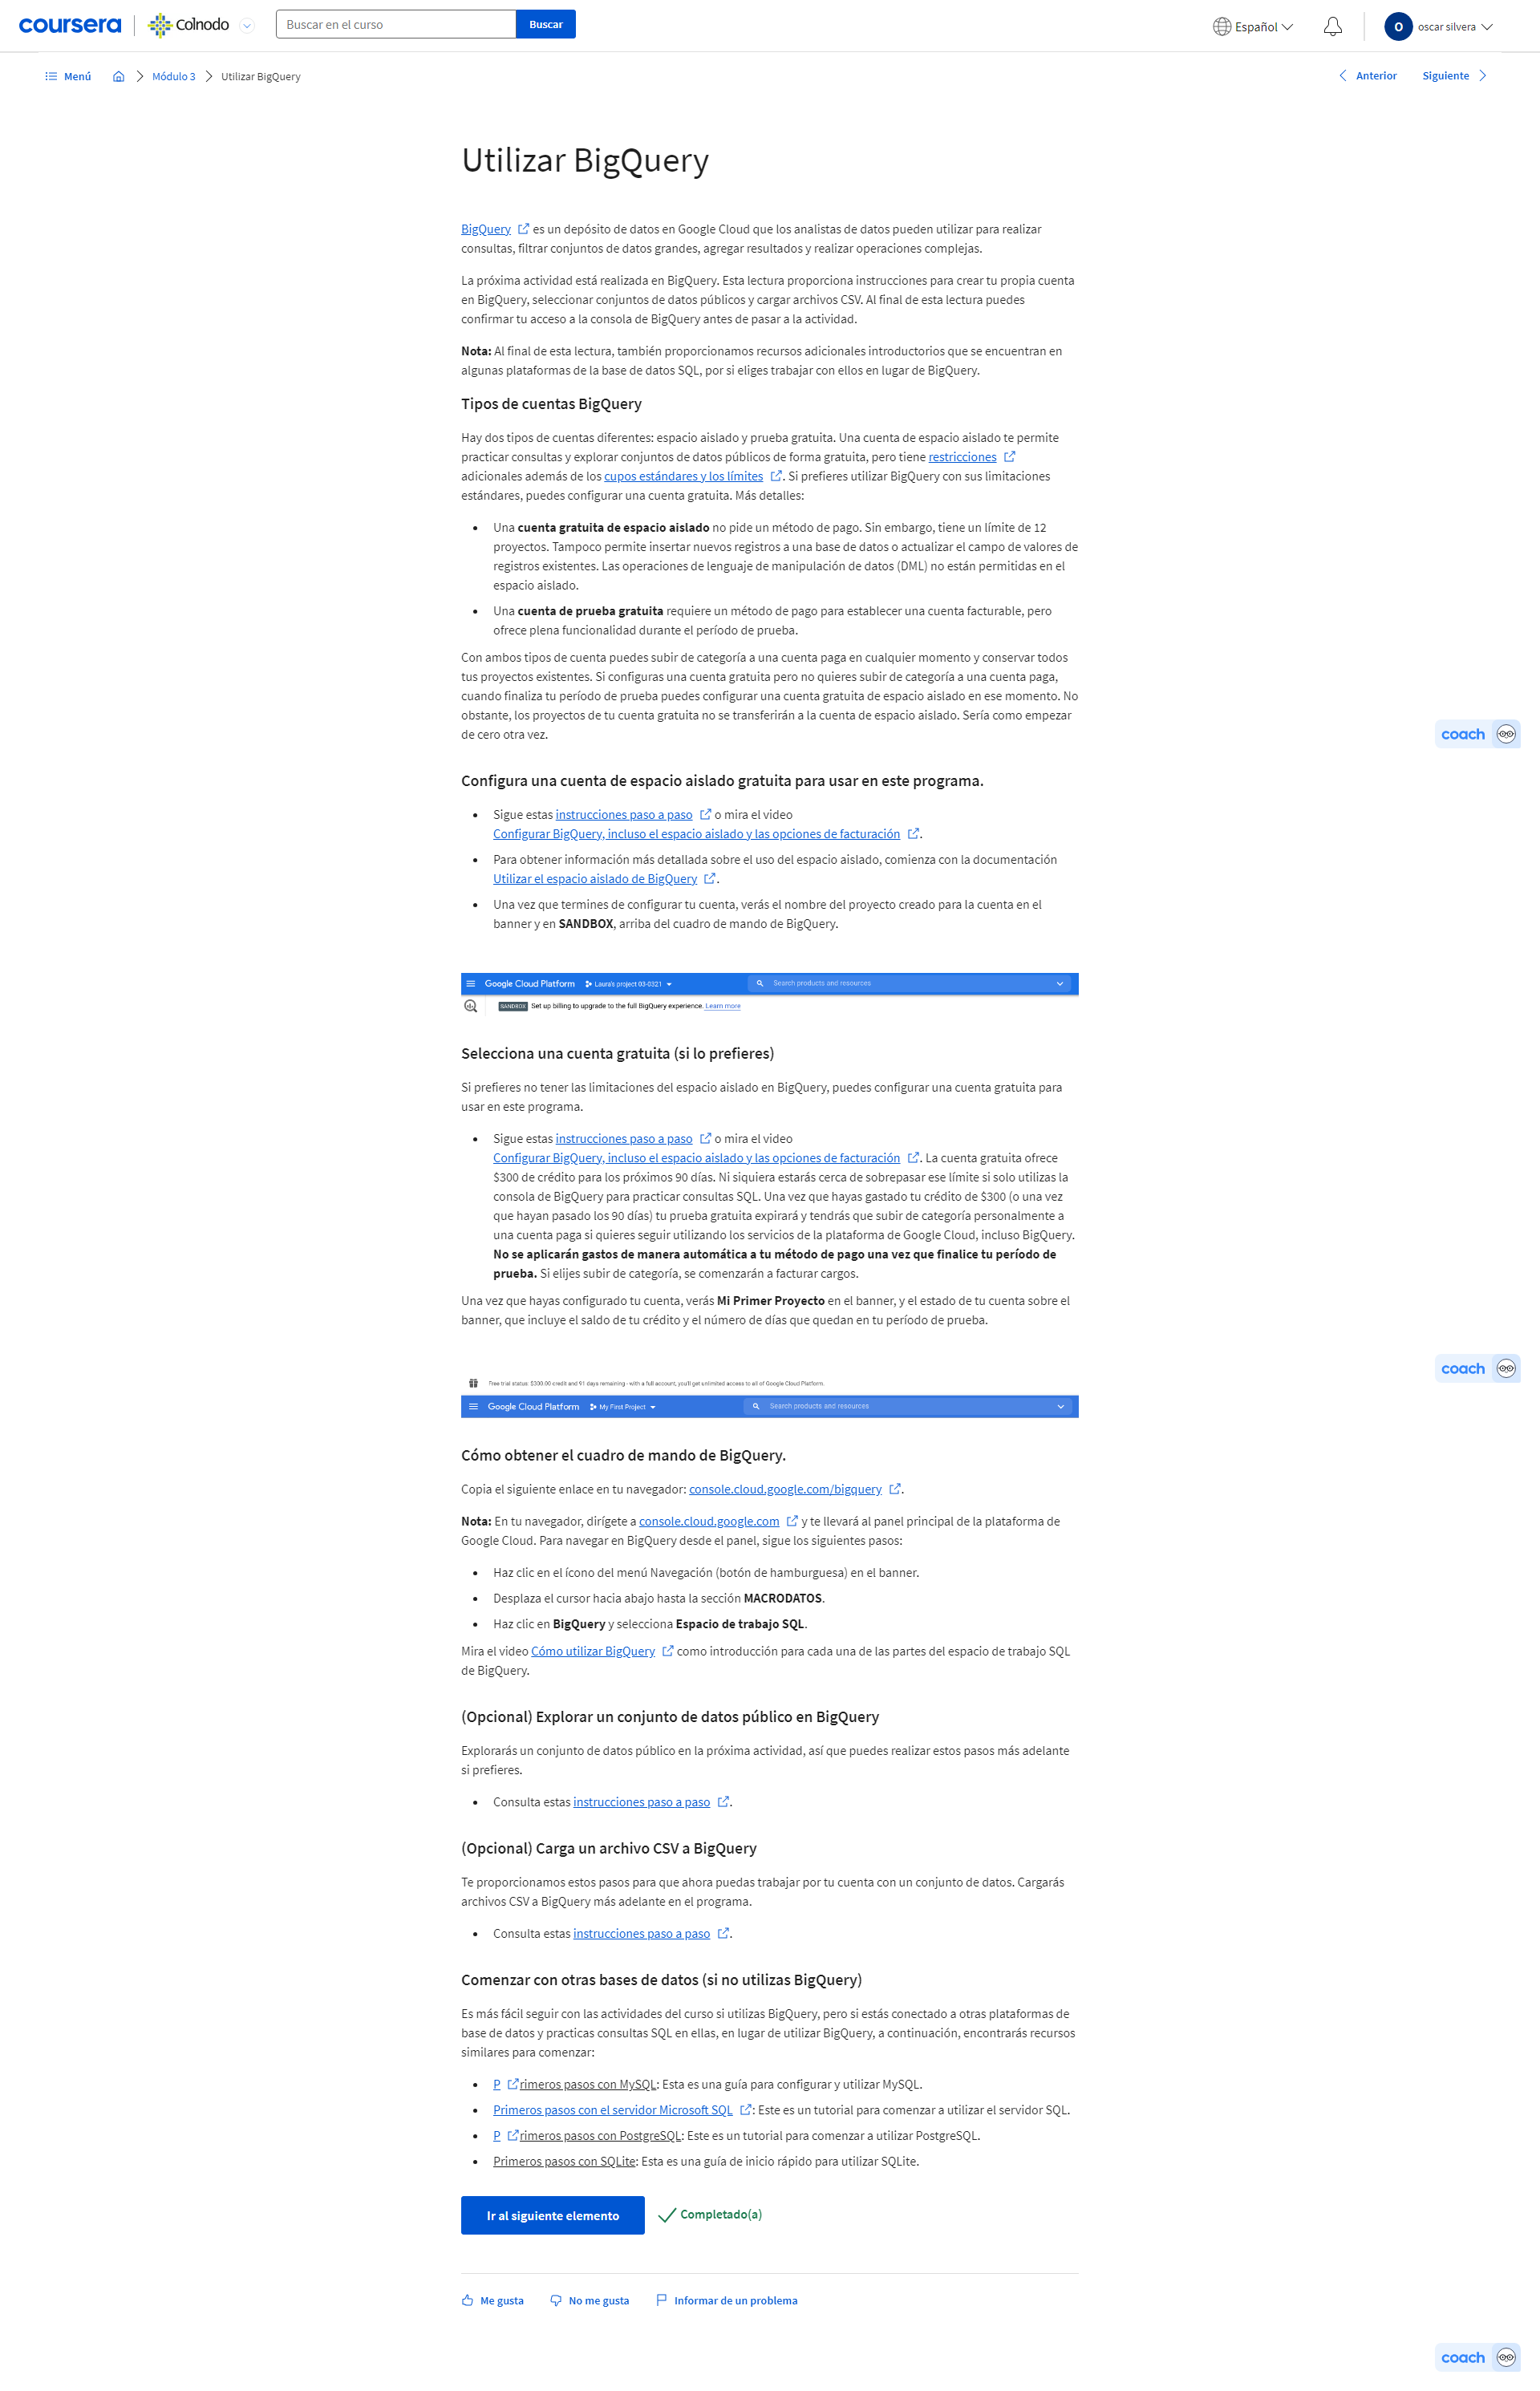 coursera
Colnodo
Buscar en el curso
Buscar
Español
O
oscar silvera
Menú
Módulo 3
Utilizar BigQuery
Anterior
Siguiente
Utilizar BigQuery
BigQuery es un depósito de datos en Google Cloud que los analistas de datos pueden utilizar para realizar
consultas, filtrar conjuntos de datos grandes, agregar resultados y realizar operaciones complejas.
La próxima actividad está realizada en BigQuery. Esta lectura proporciona instrucciones para crear tu propia cuenta
en BigQuery, seleccionar conjuntos de datos públicos y cargar archivos CSV. Al final de esta lectura puedes
confirmar tu acceso a la consola de BigQuery antes de pasar a la actividad.
Nota: Al final de esta lectura, también proporcionamos recursos adicionales introductorios que se encuentran en
algunas plataformas de la base de datos SQL, por si eliges trabajar con ellos en lugar de BigQuery.
Tipos de cuentas BigQuery
Hay dos tipos de cuentas diferentes: espacio aislado y prueba gratuita. Una cuenta de espacio aislado te permite
practicar consultas y explorar conjuntos de datos públicos de forma gratuita, pero tiene restricciones
adicionales además de los cupos estándares y los límites. Si prefieres utilizar BigQuery con sus limitaciones
estándares, puedes configurar una cuenta gratuita. Más detalles:
• Una cuenta gratuita de espacio aislado no pide un método de pago. Sin embargo, tiene un límite de 12
proyectos. Tampoco permite insertar nuevos registros a una base de datos o actualizar el campo de valores de
registros existentes. Las operaciones de lenguaje de manipulación de datos (DML) no están permitidas en el
espacio aislado.
• Una cuenta de prueba gratuita requiere un método de pago para establecer una cuenta facturable, pero
ofrece plena funcionalidad durante el período de prueba.
Con ambos tipos de cuenta puedes subir de categoría a una cuenta paga en cualquier momento y conservar todos
tus proyectos existentes. Si configuras una cuenta gratuita pero no quieres subir de categoría a una cuenta paga,
cuando finaliza tu período de prueba puedes configurar una cuenta gratuita de espacio aislado en ese momento. No
obstante, los proyectos de tu cuenta gratuita no se transferirán a la cuenta de espacio aislado. Sería como empezar
de cero otra vez.
coach
Configura una cuenta de espacio aislado gratuita para usar en este programa.
• Sigue estas instrucciones paso a paso o mira el video
Configurar BigQuery, incluso el espacio aislado y las opciones de facturación.
• Para obtener información más detallada sobre el uso del espacio aislado, comienza con la documentación
Utilizar el espacio aislado de BigQuery.
• Una vez que termines de configurar tu cuenta, verás el nombre del proyecto creado para la cuenta en el
banner y en SANDBOX, arriba del cuadro de mando de BigQuery.
Google Cloud Platform Laura's project 03-0321 Search products and resources
SANDBOX Set up billing to upgrade to the full BigQuery experience. Learn more
Selecciona una cuenta gratuita (si lo prefieres)
Si prefieres no tener las limitaciones del espacio aislado en BigQuery, puedes configurar una cuenta gratuita para
usar en este programa.
• Sigue estas instrucciones paso a paso o mira el video
Configurar BigQuery, incluso el espacio aislado y las opciones de facturación. La cuenta gratuita ofrece
$300 de crédito para los próximos 90 días. Ni siquiera estarás cerca de sobrepasar ese límite si solo utilizas la
consola de BigQuery para practicar consultas SQL. Una vez que hayas gastado tu crédito de $300 (o una vez
que hayan pasado los 90 días) tu prueba gratuita expirará y tendrás que subir de categoría personalmente a
una cuenta paga si quieres seguir utilizando los servicios de la plataforma de Google Cloud, incluso BigQuery.
No se aplicarán gastos de manera automática a tu método de pago una vez que finalice tu período de
prueba. Si elijes subir de categoría, se comenzarán a facturar cargos.
Una vez que hayas configurado tu cuenta, verás Mi Primer Proyecto en el banner, y el estado de tu cuenta sobre el
banner, que incluye el saldo de tu crédito y el número de días que quedan en tu período de prueba.
coach
Free trial status: $300.00 credit and 91 days remaining - with a full account, you'll get unlimited access to all of Google Cloud Platform.
Google Cloud Platform My First Project Search products and resources
Cómo obtener el cuadro de mando de BigQuery.
Copia el siguiente enlace en tu navegador: console.cloud.google.com/bigquery.
Nota: En tu navegador, dirígete a console.cloud.google.com y te llevará al panel principal de la plataforma de
Google Cloud. Para navegar en BigQuery desde el panel, sigue los siguientes pasos:
• Haz clic en el ícono del menú Navegación (botón de hamburguesa) en el banner.
• Desplaza el cursor hacia abajo hasta la sección MACRODATOS.
• Haz clic en BigQuery y selecciona Espacio de trabajo SQL.
Mira el video Cómo utilizar BigQuery como introducción para cada una de las partes del espacio de trabajo SQL
de BigQuery.
(Opcional) Explorar un conjunto de datos público en BigQuery
Explorarás un conjunto de datos público en la próxima actividad, así que puedes realizar estos pasos más adelante
si prefieres.
• Consulta estas instrucciones paso a paso.
(Opcional) Carga un archivo CSV a BigQuery
Te proporcionamos estos pasos para que ahora puedas trabajar por tu cuenta con un conjunto de datos. Cargarás
archivos CSV a BigQuery más adelante en el programa.
• Consulta estas instrucciones paso a paso.
Comenzar con otras bases de datos (si no utilizas BigQuery)
Es más fácil seguir con las actividades del curso si utilizas BigQuery, pero si estás conectado a otras plataformas de
base de datos y practicas consultas SQL en ellas, en lugar de utilizar BigQuery, a continuación, encontrarás recursos
similares para comenzar:
• P rimeros pasos con MySQL: Esta es una guía para configurar y utilizar MySQL.
• Primeros pasos con el servidor Microsoft SQL: Este es un tutorial para comenzar a utilizar el servidor SQL.
• P rimeros pasos con PostgreSQL: Este es un tutorial para comenzar a utilizar PostgreSQL.
• Primeros pasos con SQLite: Esta es una guía de inicio rápido para utilizar SQLite.
Ir al siguiente elemento
Completado(a)
Me gusta
No me gusta
Informar de un problema
coach